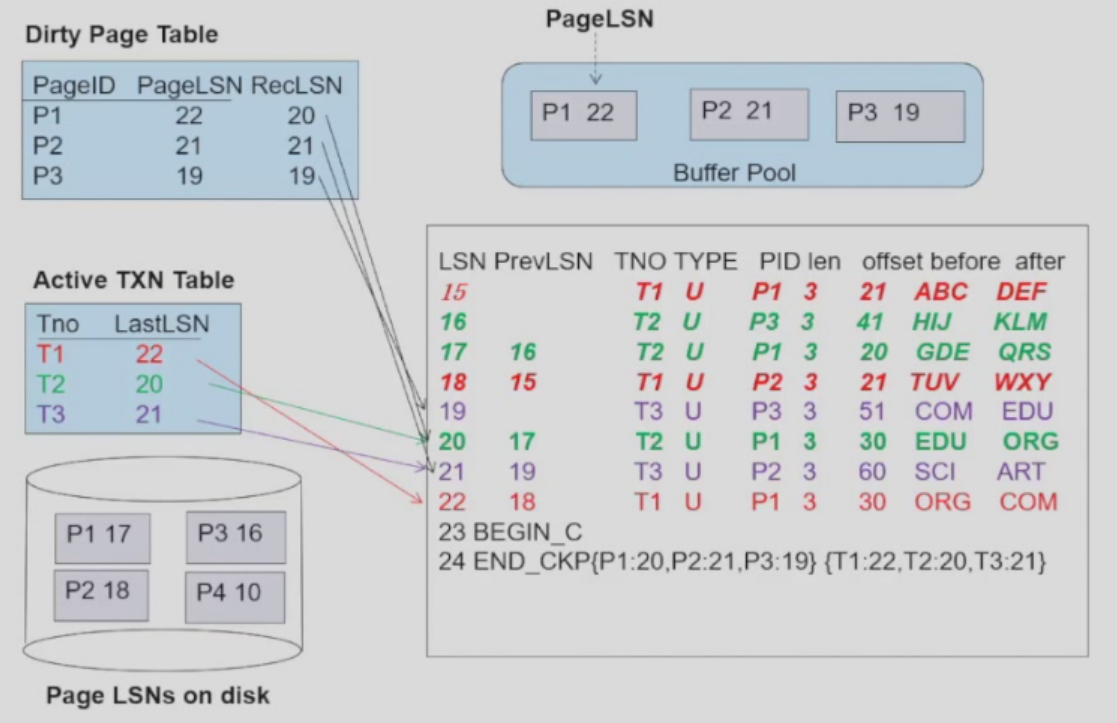 Dirty Page Table
PageID PageLSN RecLSN
P1 22 20
P2 21 21
P3 19 19
PageLSN
P1 22 P2 21 P3 19
Buffer Pool
Active TXN Table
Tno LastLSN
T1 22
T2 20
T3 21
LSN PrevLSN TNO TYPE PID len offset before after
15 T1 U P1 3 21 ABC DEF
16 T2 U P3 3 41 HIJ KLM
17 16 T2 U P1 3 20 GDE QRS
18 15 T1 U P2 3 21 TUV WXY
19 T3 U P3 3 51 COM EDU
20 17 T2 U P1 3 30 EDU ORG
21 19 T3 U P2 3 60 SCI ART
22 18 T1 U P1 3 30 ORG COM
23 BEGIN_C
24 END_CKP{P1:20,P2:21,P3:19} {T1:22,T2:20,T3:21}
P1 17 P3 16
P2 18 P4 10
Page LSNs on disk